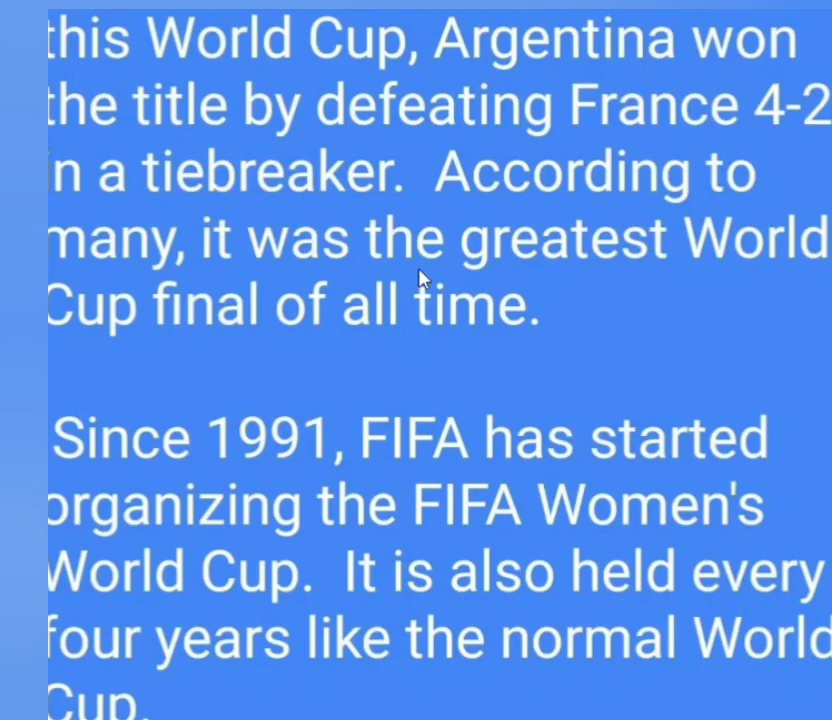 this World Cup, Argentina won
the title by defeating France 4-2
in a tiebreaker.  According to
many, it was the greatest World
Cup final of all time.
Since 1991, FIFA has started
organizing the FIFA Women's
World Cup.  It is also held every
four years like the normal World
Cup.